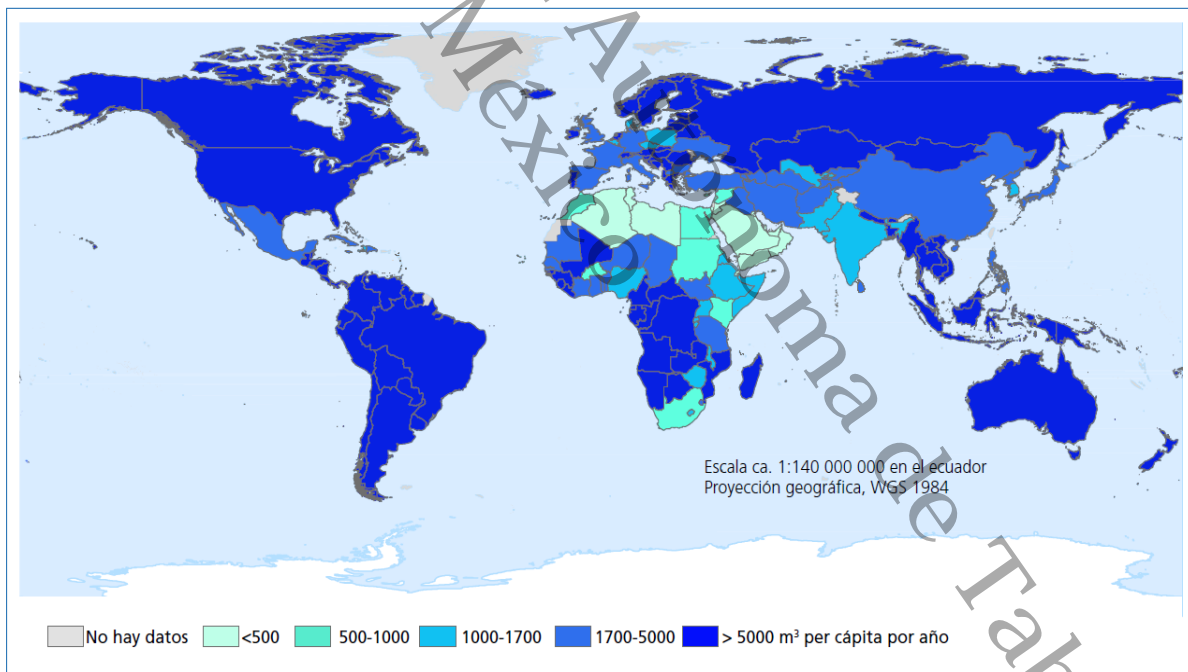 México
Autónoma de Tab
Escala ca. 1:140 000 000 en el ecuador
Proyección geográfica, WGS 1984
No hay datos <500 500-1000 1000-1700 1700-5000 > 5000 m³ per cápita por año